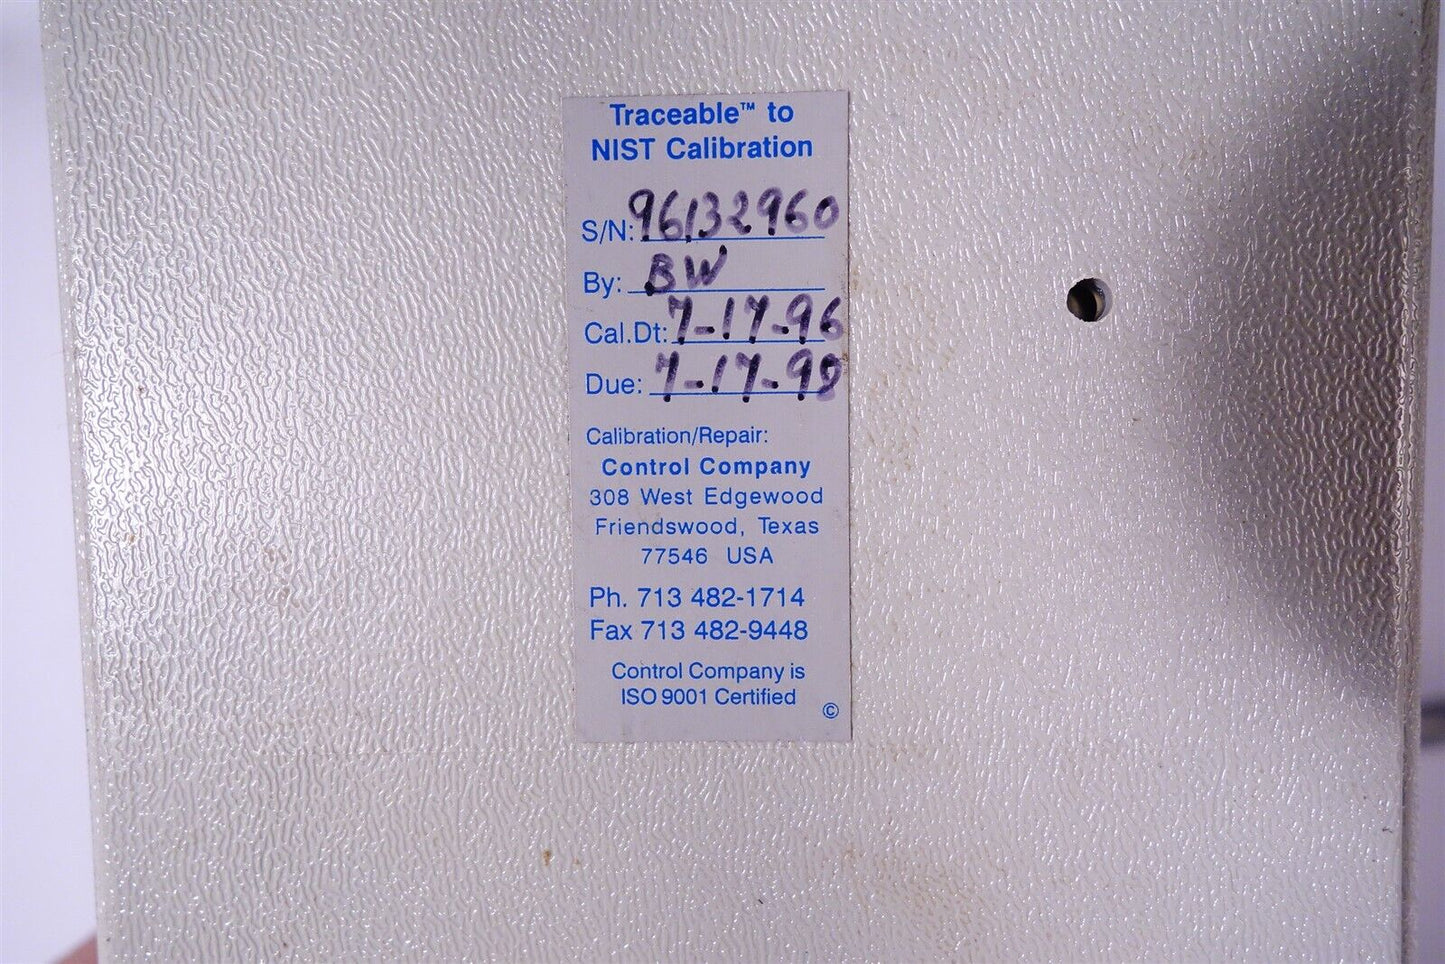 Traceable™ to
NIST Calibration
S/N: 96132960
By: BW
Cal.Dt: 7-17-96
Due: 7-17-98
Calibration/Repair:
Control Company
308 West Edgewood
Friendswood, Texas
77546 USA
Ph. 713 482-1714
Fax 713 482-9448
Control Company is
ISO 9001 Certified
©